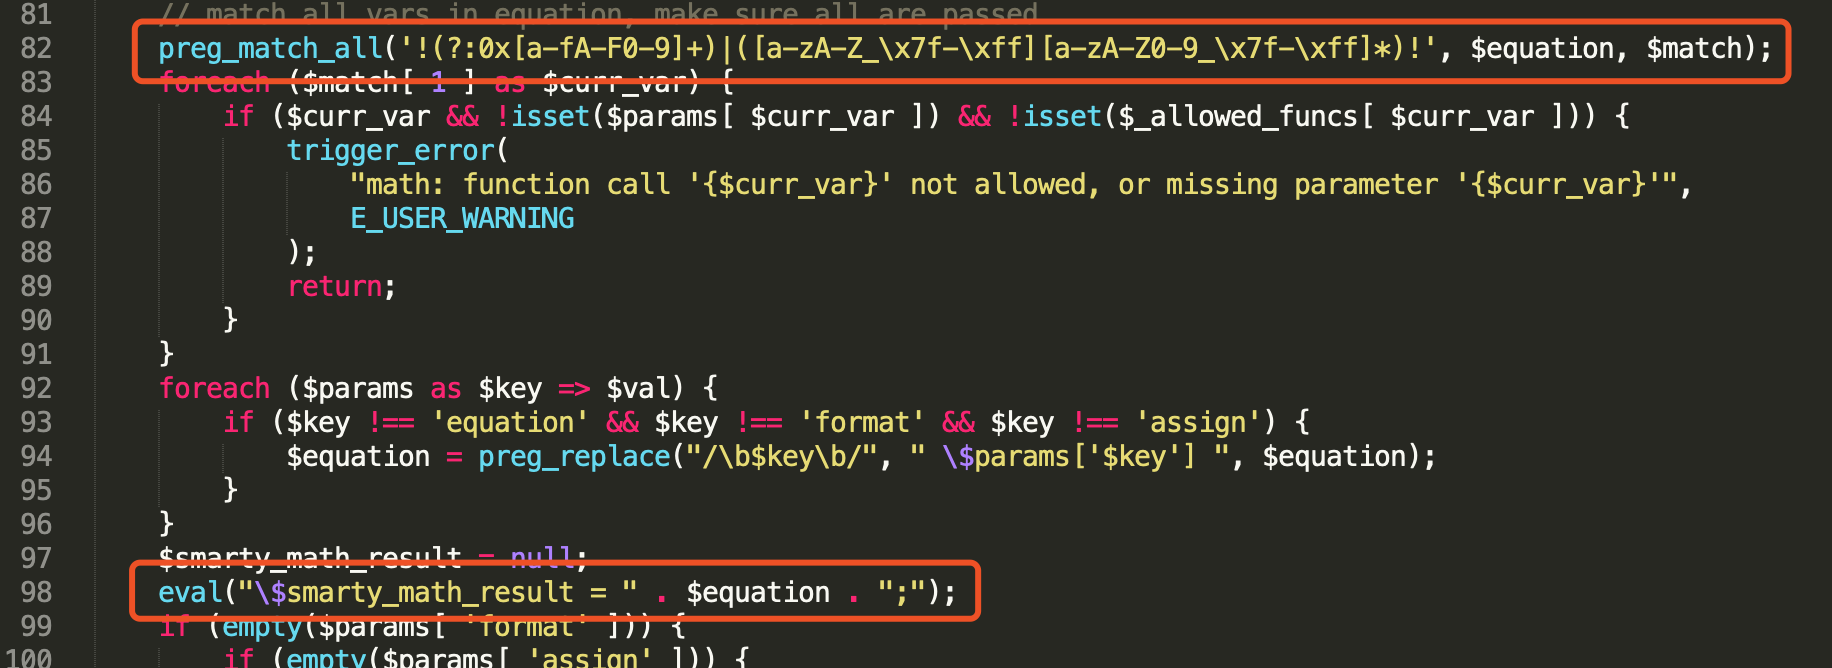 81 // match all vars in equation, make sure all are passed
82 preg_match_all('!(?:0x[a-fA-F0-9]+)|([a-zA-Z_\x7f-\xff][a-zA-Z0-9_\x7f-\xff]*)!', $equation, $match);
83 foreach ($match[ 1 ] as $curr_var) {
84 if ($curr_var && !isset($params[ $curr_var ]) && !isset($_allowed_funcs[ $curr_var ])) {
85 trigger_error(
86 "math: function call '{$curr_var}' not allowed, or missing parameter '{$curr_var}'",
87 E_USER_WARNING
88 );
89 return;
90 }
91 }
92 foreach ($params as $key => $val) {
93 if ($key !== 'equation' && $key !== 'format' && $key !== 'assign') {
94 $equation = preg_replace("/\b$key\b/", " \$params['$key'] ", $equation);
95 }
96 }
97 $smarty_math_result = null;
98 eval("\$smarty_math_result = " . $equation . ";");
99 if (empty($params[ 'format' ])) {
100 if (empty($params[ 'assign' ])) {